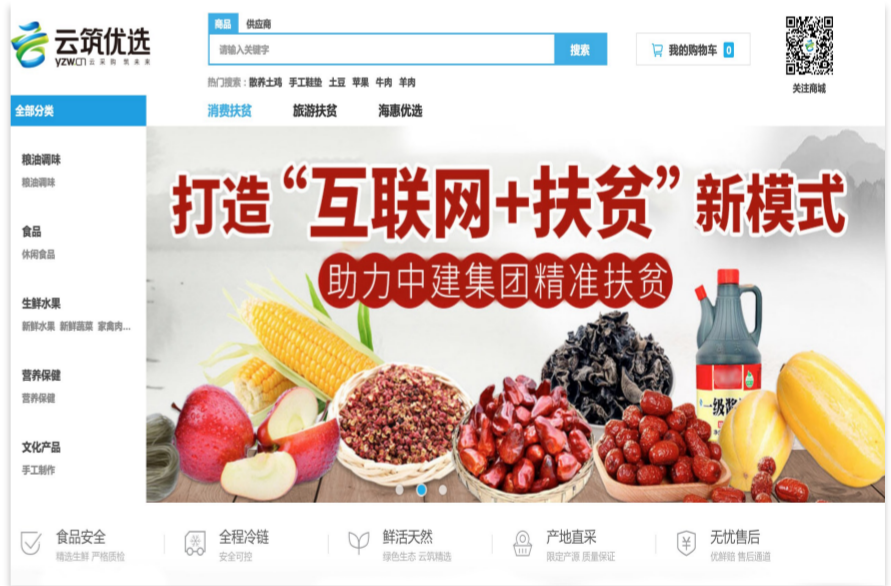 云筑优选
yzw.cn 云采购 筑未来
商品 供应商
请输入关键字
搜索
我的购物车 0
热门搜索：散养土鸡 手工鞋垫 土豆 苹果 牛肉 羊肉
关注商城
全部分类
消费扶贫 旅游扶贫 海惠优选
粮油调味
粮油调味
食品
休闲食品
生鲜水果
新鲜水果 新鲜蔬菜 家禽肉...
营养保健
营养保健
文化产品
手工制作
打造“互联网+扶贫”新模式
助力中建集团精准扶贫
一级酱
食品安全
精选生鲜 严格质检
全程冷链
安全可控
鲜活天然
绿色生态 云筑精选
产地直采
限定产源 质量保证
无忧售后
优鲜赔 售后通道